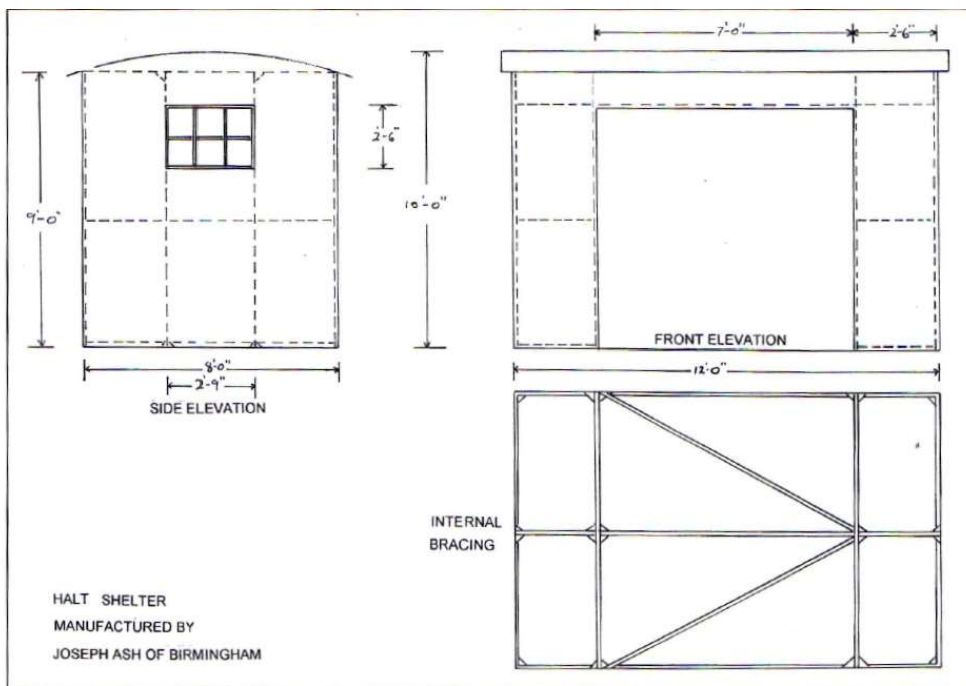 7'-0"
2'-6"
2'-6"
9'-0"
10'-0"
FRONT ELEVATION
8'-0"
12'-0"
2'-9"
SIDE ELEVATION
INTERNAL
BRACING
HALT SHELTER
MANUFACTURED BY
JOSEPH ASH OF BIRMINGHAM